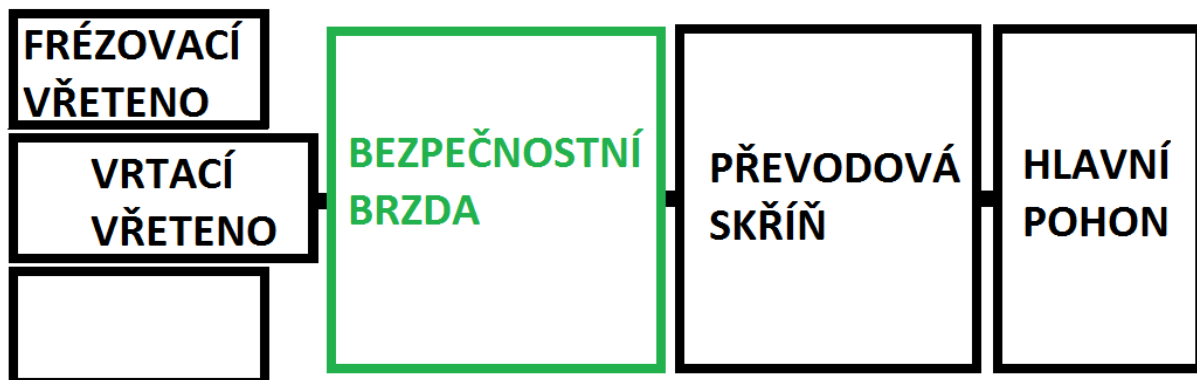 FRÉZOVACÍ
VŘETENO
VRTACÍ
VŘETENO
BEZPEČNOSTNÍ
BRZDA
PŘEVODOVÁ
SKŘÍŇ
HLAVNÍ
POHON